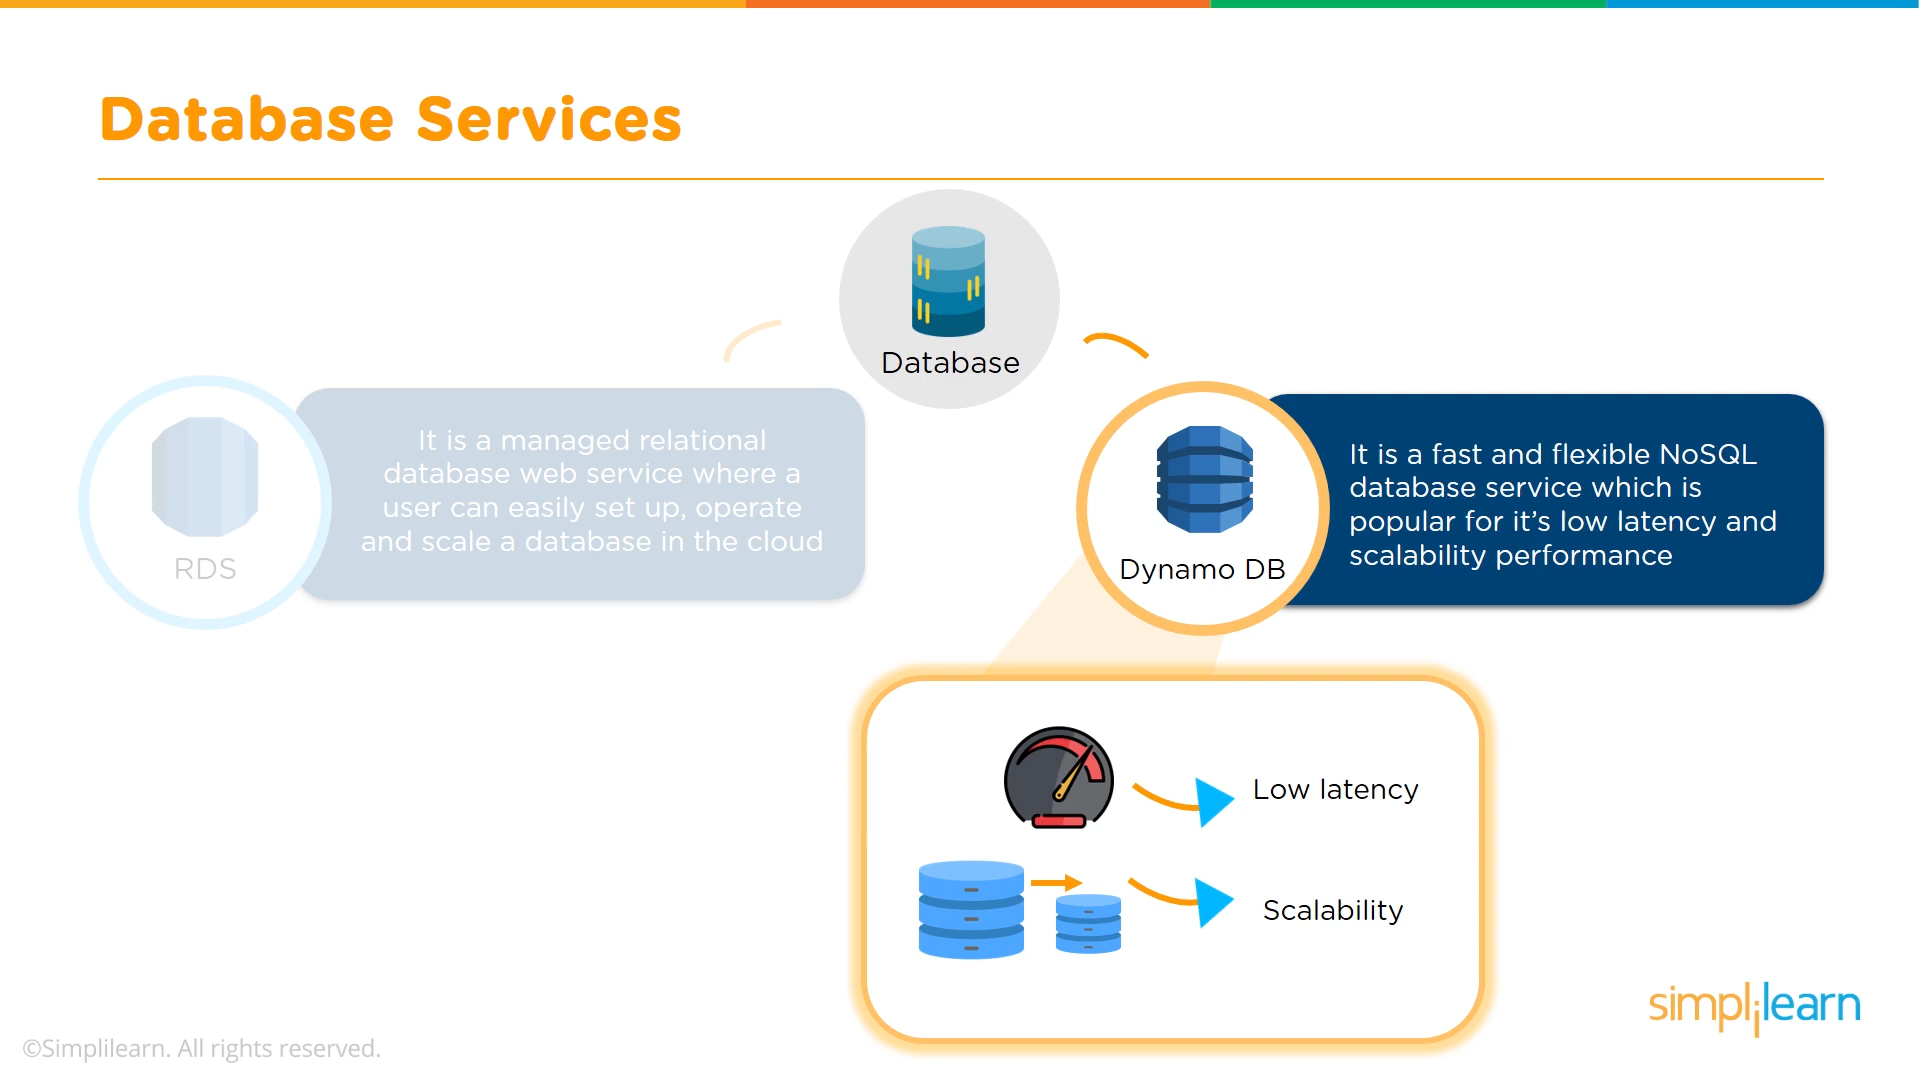 Database Services
Database
It is a managed relational
database web service where a
user can easily set up, operate
and scale a database in the cloud
RDS
It is a fast and flexible NoSQL
database service which is
popular for it’s low latency and
scalability performance
Dynamo DB
Low latency
Scalability
simplilearn
©Simplilearn. All rights reserved.